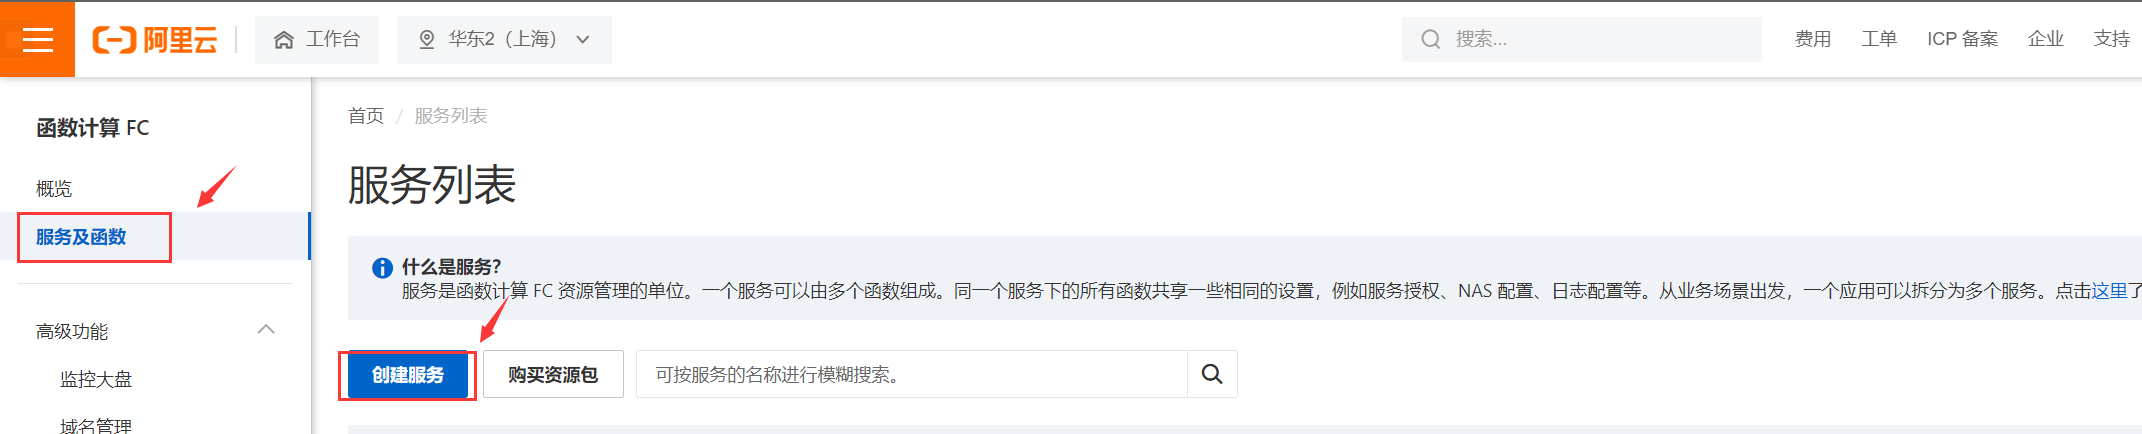 阿里云
工作台
华东2（上海）
搜索...
费用
工单
ICP 备案
企业
支持
函数计算 FC
概览
服务及函数
高级功能
监控大盘
域名管理
首页 / 服务列表
服务列表
什么是服务？
服务是函数计算 FC 资源管理的单位。一个服务可以由多个函数组成。同一个服务下的所有函数共享一些相同的设置，例如服务授权、NAS 配置、日志配置等。从业务场景出发，一个应用可以拆分为多个服务。点击这里了
创建服务
购买资源包
可按服务的名称进行模糊搜索。